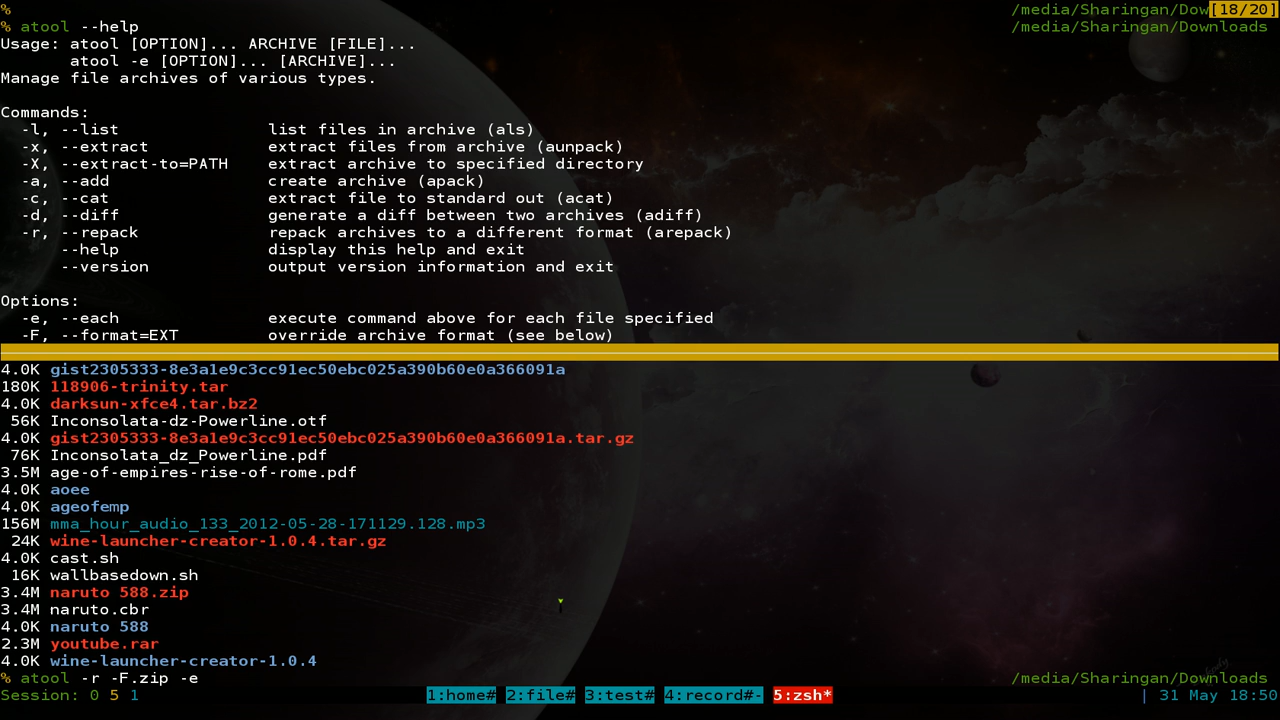 %                                                                                                     /media/Sharingan/Dow[18/20]
% atool --help                                                                                        /media/Sharingan/Downloads
Usage: atool [OPTION]... ARCHIVE [FILE]...
       atool -e [OPTION]... [ARCHIVE]...
Manage file archives of various types.

Commands:
  -l, --list               list files in archive (als)
  -x, --extract            extract files from archive (aunpack)
  -X, --extract-to=PATH    extract archive to specified directory
  -a, --add                create archive (apack)
  -c, --cat                extract file to standard out (acat)
  -d, --diff               generate a diff between two archives (adiff)
  -r, --repack             repack archives to a different format (arepack)
      --help               display this help and exit
      --version            output version information and exit

Options:
  -e, --each               execute command above for each file specified
  -F, --format=EXT         override archive format (see below)
4.0K gist2305333-8e3a1e9c3cc91ec50ebc025a390b60e0a366091a
180K 118906-trinity.tar
4.0K darksun-xfce4.tar.bz2
 56K Inconsolata-dz-Powerline.otf
4.0K gist2305333-8e3a1e9c3cc91ec50ebc025a390b60e0a366091a.tar.gz
 76K Inconsolata_dz_Powerline.pdf
3.5M age-of-empires-rise-of-rome.pdf
4.0K aoee
4.0K ageofemp
156M mma_hour_audio_133_2012-05-28-171129.128.mp3
 24K wine-launcher-creator-1.0.4.tar.gz
4.0K cast.sh
 16K wallbasedown.sh
3.4M naruto 588.zip
3.4M naruto.cbr
4.0K naruto 588
2.3M youtube.rar
4.0K wine-launcher-creator-1.0.4
% atool -r -F.zip -e                                                                                  /media/Sharingan/Downloads
Session: 0 5 1                             1:home# 2:file# 3:test# 4:record#- 5:zsh*                               | 31 May 18:50